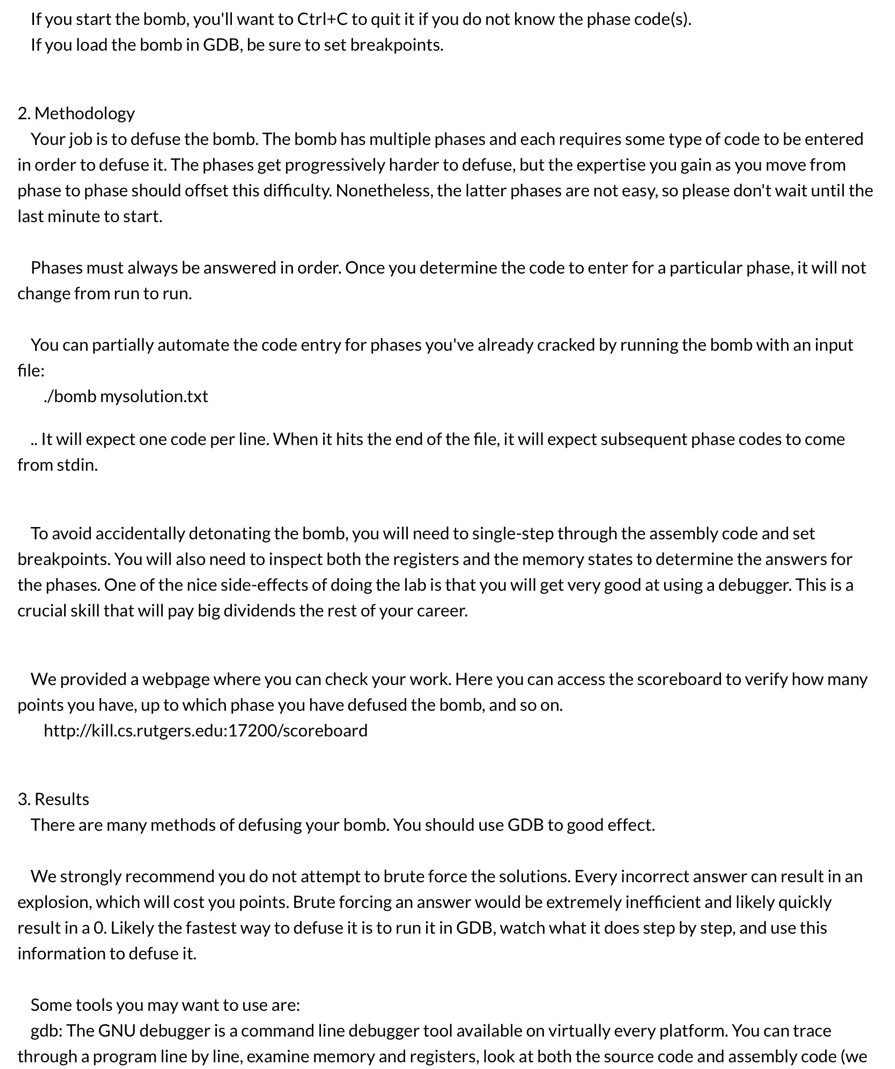 If you start the bomb, you'll want to Ctrl+C to quit it if you do not know the phase code(s).
If you load the bomb in GDB, be sure to set breakpoints.
2. Methodology
Your job is to defuse the bomb. The bomb has multiple phases and each requires some type of code to be entered
in order to defuse it. The phases get progressively harder to defuse, but the expertise you gain as you move from
phase to phase should offset this difficulty. Nonetheless, the latter phases are not easy, so please don't wait until the
last minute to start.
Phases must always be answered in order. Once you determine the code to enter for a particular phase, it will not
change from run to run.
You can partially automate the code entry for phases you've already cracked by running the bomb with an input
file:
./bomb mysolution.txt
.. It will expect one code per line. When it hits the end of the file, it will expect subsequent phase codes to come
from stdin.
To avoid accidentally detonating the bomb, you will need to single-step through the assembly code and set
breakpoints. You will also need to inspect both the registers and the memory states to determine the answers for
the phases. One of the nice side-effects of doing the lab is that you will get very good at using a debugger. This is a
crucial skill that will pay big dividends the rest of your career.
We provided a webpage where you can check your work. Here you can access the scoreboard to verify how many
points you have, up to which phase you have defused the bomb, and so on.
http://kill.cs.rutgers.edu:17200/scoreboard
3. Results
There are many methods of defusing your bomb. You should use GDB to good effect.
We strongly recommend you do not attempt to brute force the solutions. Every incorrect answer can result in an
explosion, which will cost you points. Brute forcing an answer would be extremely inefficient and likely quickly
result in a 0. Likely the fastest way to defuse it is to run it in GDB, watch what it does step by step, and use this
information to defuse it.
Some tools you may want to use are:
gdb: The GNU debugger is a command line debugger tool available on virtually every platform. You can trace
through a program line by line, examine memory and registers, look at both the source code and assembly code (we